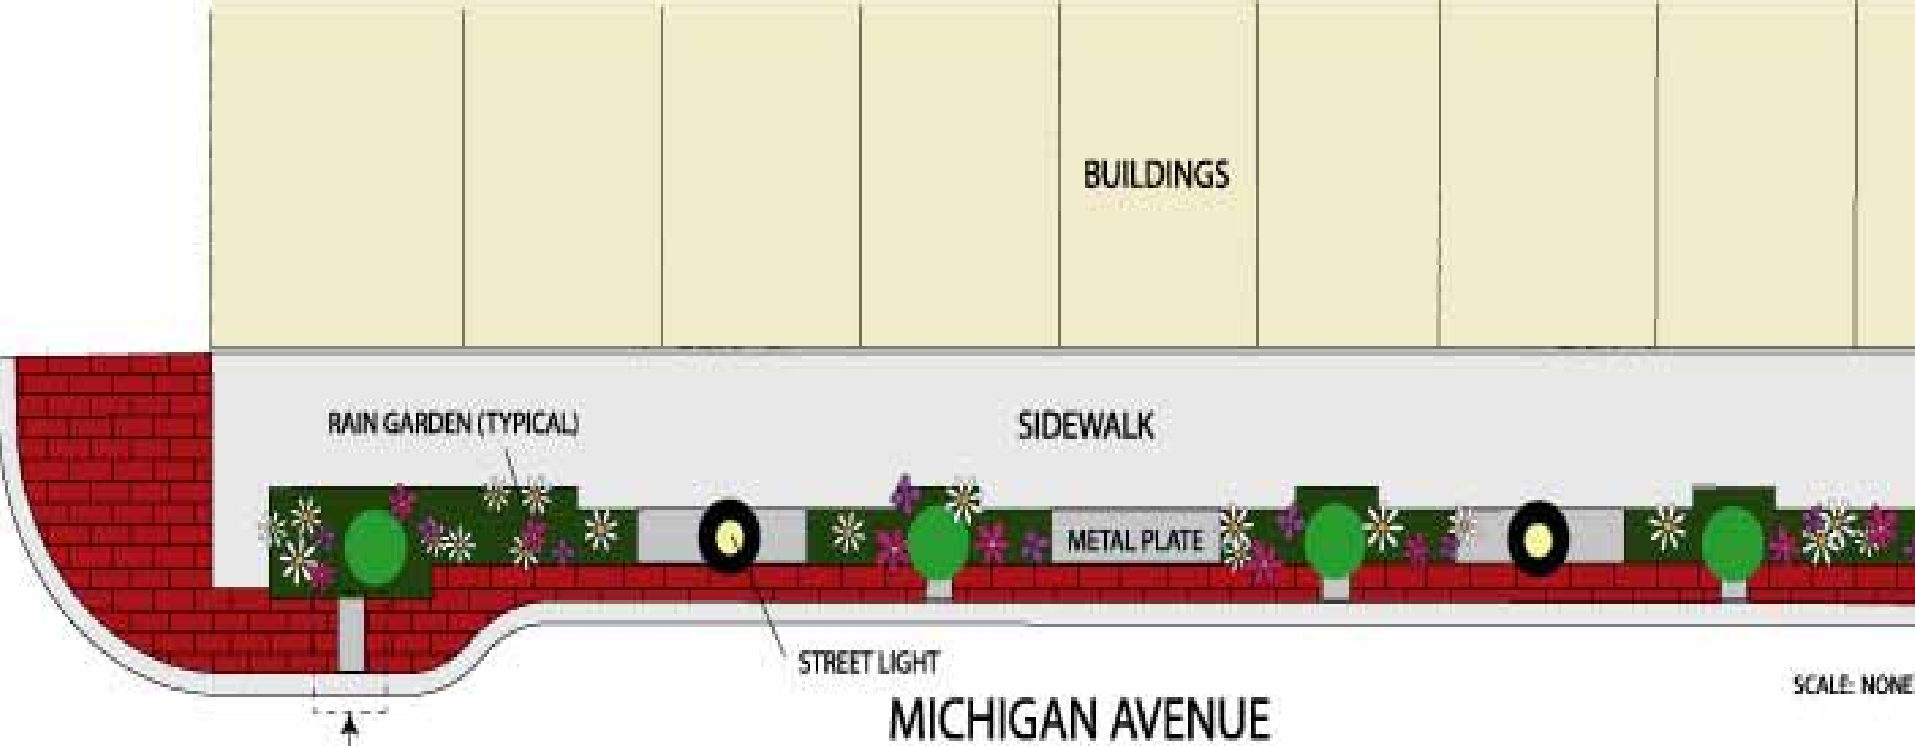 BUILDINGS
RAIN GARDEN (TYPICAL)
SIDEWALK
METAL PLATE
STREET LIGHT
SCALE: NONE
MICHIGAN AVENUE